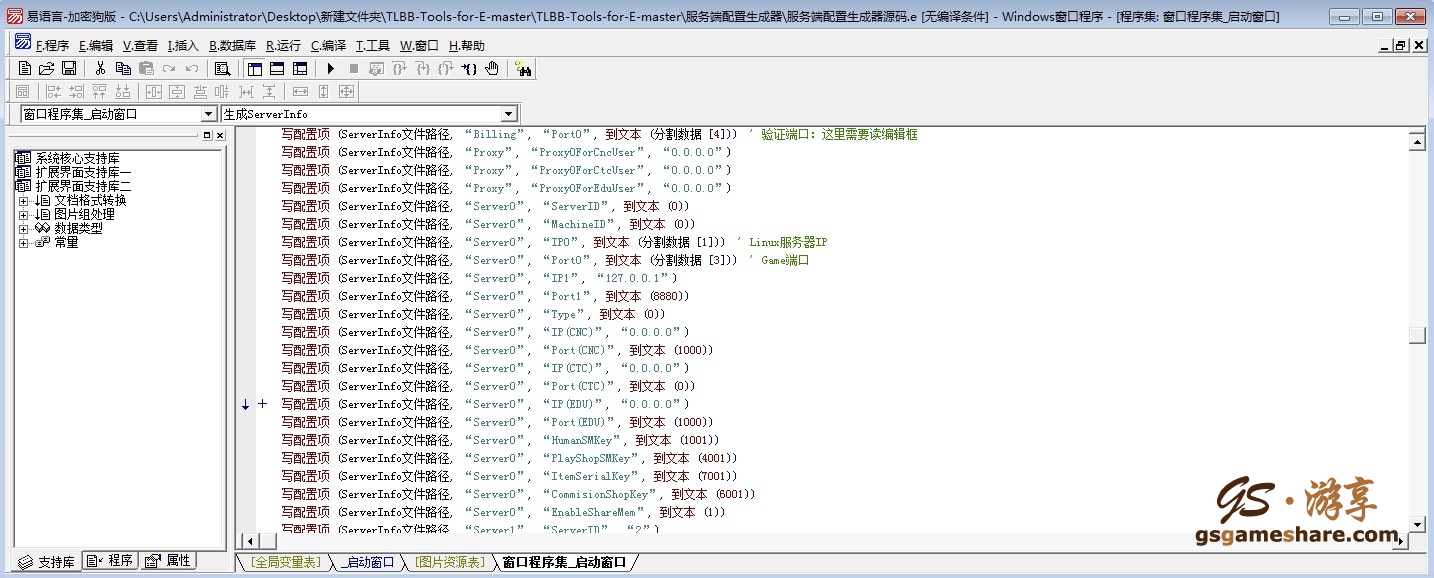 易语言-加密狗版 - C:\Users\Administrator\Desktop\新建文件夹\TLBB-Tools-for-E-master\TLBB-Tools-for-E-master\服务端配置生成器\服务端配置生成器源码.e [无编译条件] - Windows窗口程序 - [程序集: 窗口程序集_启动窗口]
F.程序 E.编辑 V.查看 I.插入 B.数据库 R.运行 C.编译 T.工具 W.窗口 H.帮助
窗口程序集_启动窗口 生成ServerInfo
系统核心支持库
扩展界面支持库一
扩展界面支持库二
文档格式转换
图片组处理
数据类型
常量
写配置项 (ServerInfo文件路径, “Billing”, “Port0”, 到文本 (分割数据 [4])) ' 验证端口：这里需要读编辑框
写配置项 (ServerInfo文件路径, “Proxy”, “Proxy0ForCncUser”, “0.0.0.0”)
写配置项 (ServerInfo文件路径, “Proxy”, “Proxy0ForCtcUser”, “0.0.0.0”)
写配置项 (ServerInfo文件路径, “Proxy”, “Proxy0ForEduUser”, “0.0.0.0”)
写配置项 (ServerInfo文件路径, “Server0”, “ServerID”, 到文本 (0))
写配置项 (ServerInfo文件路径, “Server0”, “MachineID”, 到文本 (0))
写配置项 (ServerInfo文件路径, “Server0”, “IP0”, 到文本 (分割数据 [1])) ' Linux服务器IP
写配置项 (ServerInfo文件路径, “Server0”, “Port0”, 到文本 (分割数据 [3])) ' Game端口
写配置项 (ServerInfo文件路径, “Server0”, “IP1”, “127.0.0.1”)
写配置项 (ServerInfo文件路径, “Server0”, “Port1”, 到文本 (8880))
写配置项 (ServerInfo文件路径, “Server0”, “Type”, 到文本 (0))
写配置项 (ServerInfo文件路径, “Server0”, “IP(CNC)”, “0.0.0.0”)
写配置项 (ServerInfo文件路径, “Server0”, “Port(CNC)”, 到文本 (1000))
写配置项 (ServerInfo文件路径, “Server0”, “IP(CTC)”, “0.0.0.0”)
写配置项 (ServerInfo文件路径, “Server0”, “Port(CTC)”, 到文本 (0))
写配置项 (ServerInfo文件路径, “Server0”, “IP(EDU)”, “0.0.0.0”)
写配置项 (ServerInfo文件路径, “Server0”, “Port(EDU)”, 到文本 (1000))
写配置项 (ServerInfo文件路径, “Server0”, “HumanSMKey”, 到文本 (1001))
写配置项 (ServerInfo文件路径, “Server0”, “PlayShopSMKey”, 到文本 (4001))
写配置项 (ServerInfo文件路径, “Server0”, “ItemSerialKey”, 到文本 (7001))
写配置项 (ServerInfo文件路径, “Server0”, “CommisionShopKey”, 到文本 (6001))
写配置项 (ServerInfo文件路径, “Server0”, “EnableShareMem”, 到文本 (1))
写配置项 (ServerInfo文件路径, “Server1”, “ServerID”, “2”)
GS·游享
gsgameshare.com
支持库 程序 属性
[全局变量表] _启动窗口 [图片资源表] 窗口程序集_启动窗口